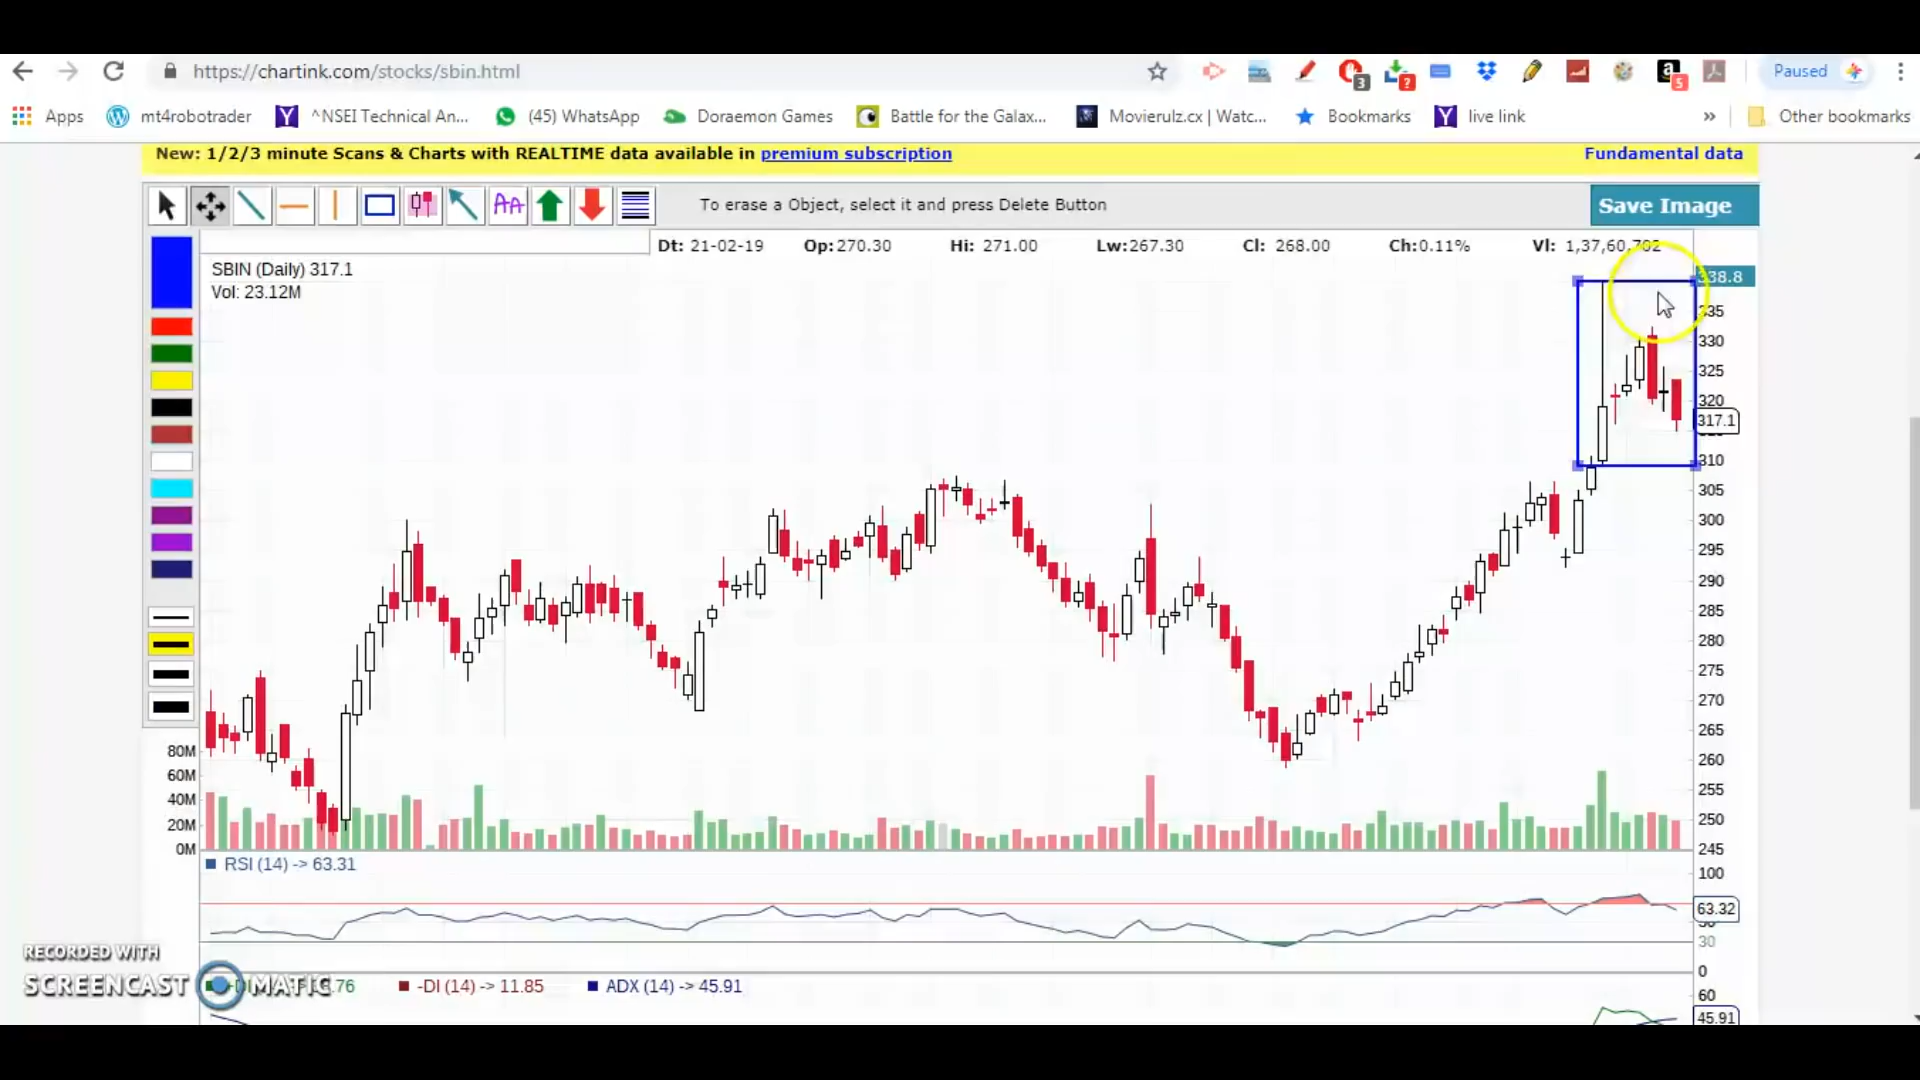 https://chartink.com/stocks/sbin.html
3
?
5
Paused
Apps
mt4robotrader
^NSEI Technical An...
(45) WhatsApp
Doraemon Games
Battle for the Galax...
Movierulz.cx | Watc...
Bookmarks
live link
»
Other bookmarks
New: 1/2/3 minute Scans & Charts with REALTIME data available in premium subscription
Fundamental data
AA
To erase a Object, select it and press Delete Button
Save Image
Dt: 21-02-19 Op:270.30 Hi: 271.00 Lw:267.30 Cl: 268.00 Ch:0.11% Vl: 1,37,60,702
SBIN (Daily) 317.1
Vol: 23.12M
338.8
335
330
325
320
317.1
310
305
300
295
290
285
280
275
270
265
260
255
250
245
80M
60M
40M
20M
0M
RSI (14) -> 63.31
100
63.32
30
0
-DI (14) -> 11.85
ADX (14) -> 45.91
60
45.91
RECORDED WITH
SCREENCAST MATIC